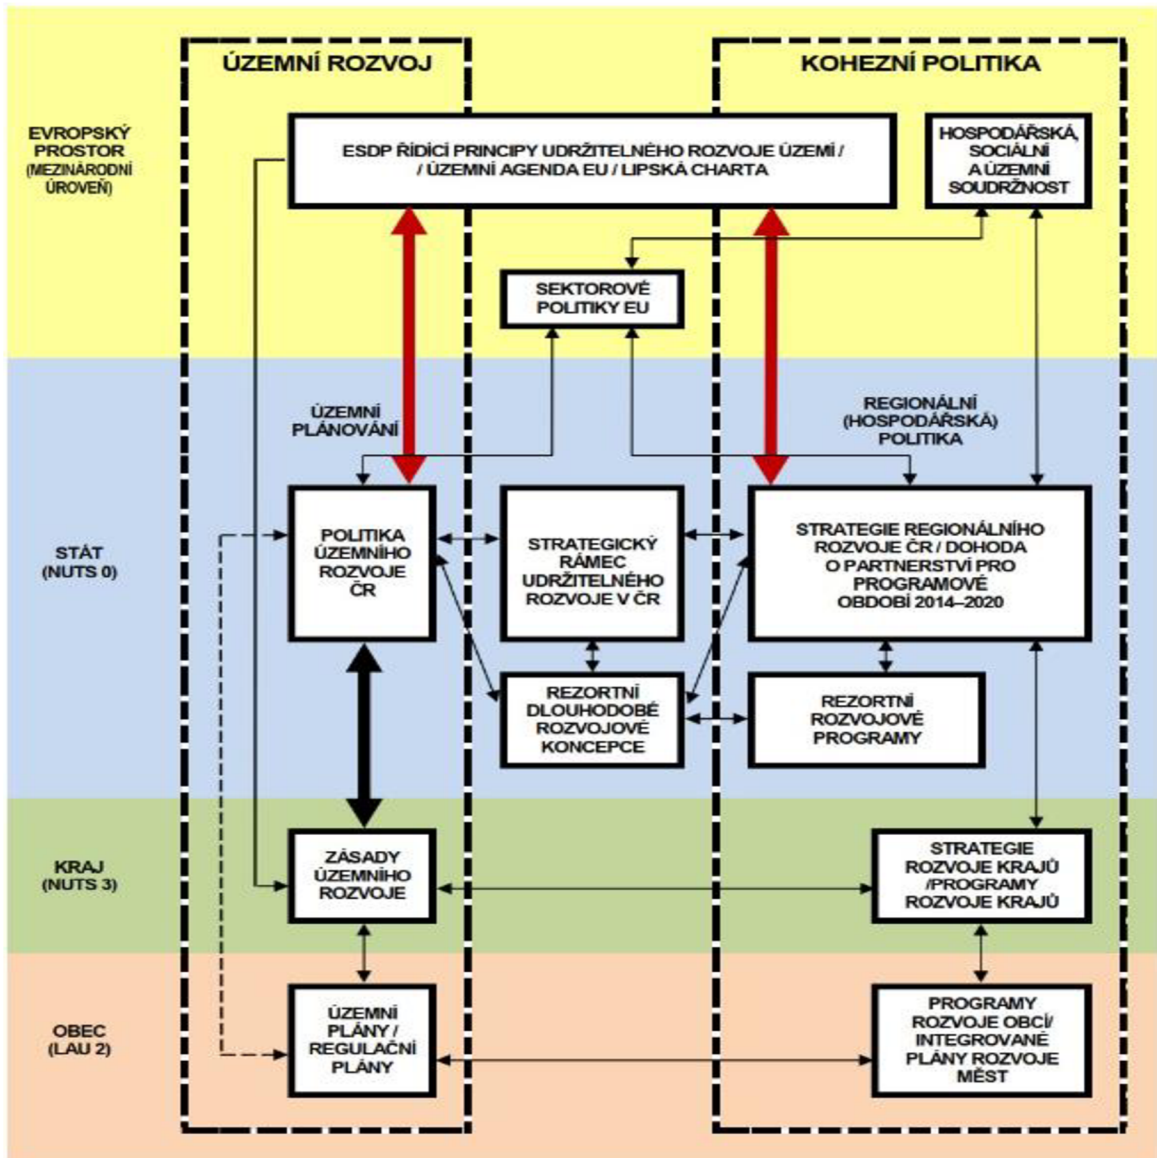 ÚZEMNÍ ROZVOJ
KOHEZNÍ POLITIKA
EVROPSKÝ
PROSTOR
(MEZINÁRODNÍ
ÚROVEŇ)
ESDP ŘÍDÍCÍ PRINCIPY UDRŽITELNÉHO ROZVOJE ÚZEMÍ /
/ ÚZEMNÍ AGENDA EU / LIPSKÁ CHARTA
HOSPODÁŘSKÁ,
SOCIÁLNÍ
A ÚZEMNÍ
SOUDRŽNOST
SEKTOROVÉ
POLITIKY EU
ÚZEMNÍ
PLÁNOVÁNÍ
REGIONÁLNÍ
(HOSPODÁŘSKÁ)
POLITIKA
STÁT
(NUTS 0)
POLITIKA
ÚZEMNÍHO
ROZVOJE
ČR
STRATEGICKÝ
RÁMEC
UDRŽITELNÉHO
ROZVOJE V ČR
STRATEGIE REGIONÁLNÍHO
ROZVOJE ČR / DOHODA
O PARTNERSTVÍ PRO
PROGRAMOVÉ
OBDOBÍ 2014–2020
REZORTNÍ
DLOUHODOBÉ
ROZVOJOVÉ
KONCEPCE
REZORTNÍ
ROZVOJOVÉ
PROGRAMY
KRAJ
(NUTS 3)
ZÁSADY
ÚZEMNÍHO
ROZVOJE
STRATEGIE
ROZVOJE KRAJŮ
/PROGRAMY
ROZVOJE KRAJŮ
OBEC
(LAU 2)
ÚZEMNÍ
PLÁNY /
REGULAČNÍ
PLÁNY
PROGRAMY
ROZVOJE OBCÍ/
INTEGROVANÉ
PLÁNY ROZVOJE
MĚST